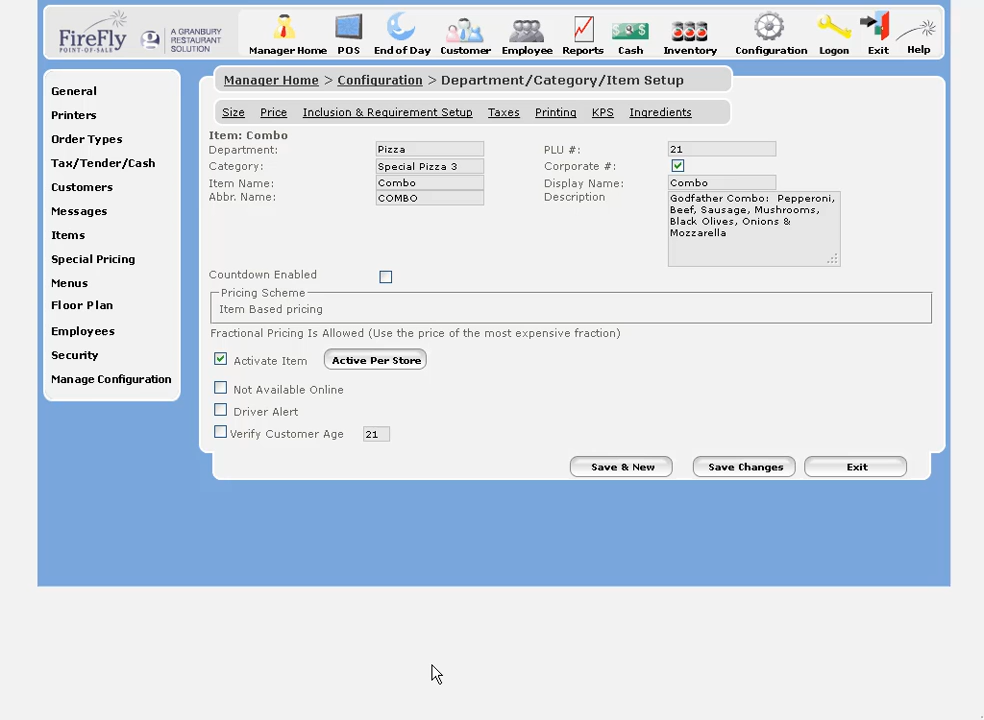 FireFly
POINT-OF-SALE
A GRANBURY
RESTAURANT
SOLUTION
Manager Home POS End of Day Customer Employee Reports Cash Inventory Configuration Logon Exit Help
General
Printers
Order Types
Tax/Tender/Cash
Customers
Messages
Items
Special Pricing
Menus
Floor Plan
Employees
Security
Manage Configuration
Manager Home > Configuration > Department/Category/Item Setup
Size Price Inclusion & Requirement Setup Taxes Printing KPS Ingredients
Item: Combo
Department: Pizza PLU #: 21
Category: Special Pizza 3 Corporate #:
Item Name: Combo Display Name: Combo
Abbr. Name: COMBO Description Godfather Combo: Pepperoni,
Beef, Sausage, Mushrooms,
Black Olives, Onions &
Mozzarella
Countdown Enabled
Pricing Scheme
Item Based pricing
Fractional Pricing Is Allowed (Use the price of the most expensive fraction)
Activate Item Active Per Store
Not Available Online
Driver Alert
Verify Customer Age 21
Save & New Save Changes Exit